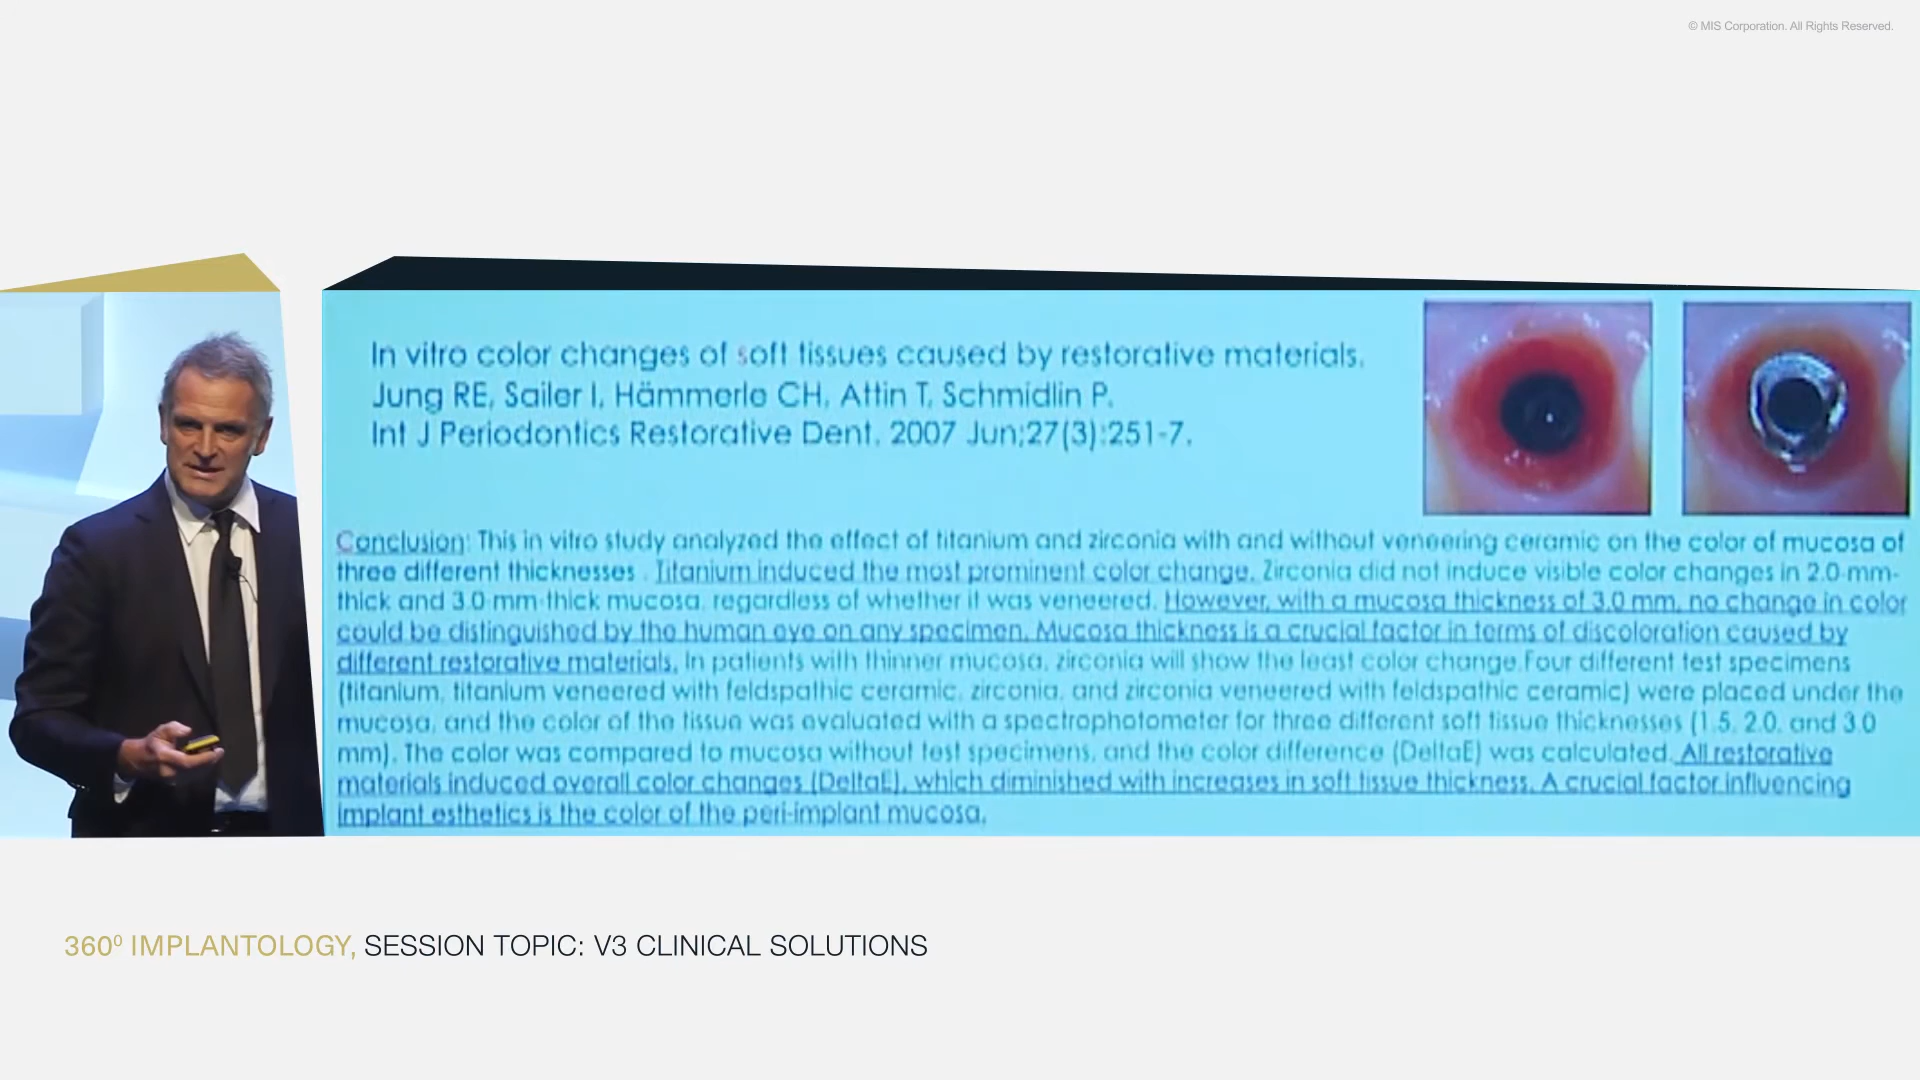 © MIS Corporation. All Rights Reserved.
In vitro color changes of soft tissues caused by restorative materials.
Jung RE, Sailer I, Hämmerle CH, Attin T, Schmidlin P.
Int J Periodontics Restorative Dent. 2007 Jun;27(3):251-7.
Conclusion: This in vitro study analyzed the effect of titanium and zirconia with and without veneering ceramic on the color of mucosa of
three different thicknesses . Titanium induced the most prominent color change. Zirconia did not induce visible color changes in 2.0-mm-
thick and 3.0-mm-thick mucosa, regardless of whether it was veneered. However, with a mucosa thickness of 3.0 mm, no change in color
could be distinguished by the human eye on any specimen. Mucosa thickness is a crucial factor in terms of discoloration caused by
different restorative materials. In patients with thinner mucosa, zirconia will show the least color change.Four different test specimens
(titanium, titanium veneered with feldspathic ceramic, zirconia, and zirconia veneered with feldspathic ceramic) were placed under the
mucosa, and the color of the tissue was evaluated with a spectrophotometer for three different soft tissue thicknesses (1.5, 2.0, and 3.0
mm). The color was compared to mucosa without test specimens, and the color difference (DeltaE) was calculated. All restorative
materials induced overall color changes (DeltaE), which diminished with increases in soft tissue thickness. A crucial factor influencing
implant esthetics is the color of the peri-implant mucosa.
360⁰ IMPLANTOLOGY, SESSION TOPIC: V3 CLINICAL SOLUTIONS